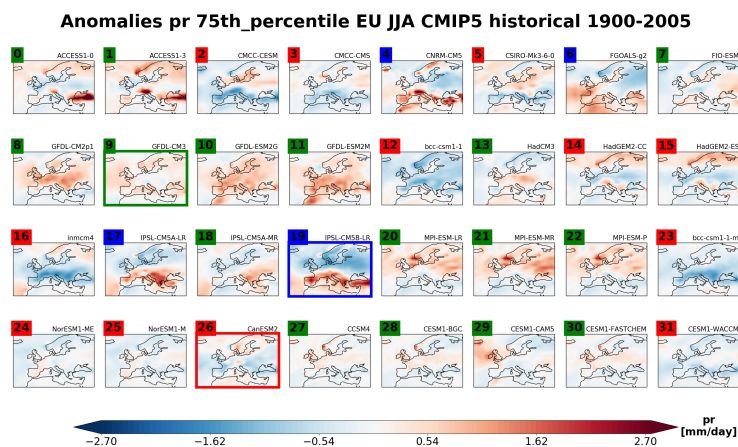 Anomalies pr 75th_percentile EU JJA CMIP5 historical 1900-2005
0 ACCESS1-0 1 ACCESS1-3 2 CMCC-CESM 3 CMCC-CMS 4 CNRM-CM5 5 CSIRO-Mk3-6-0 6 FGOALS-g2 7 FIO-ESM
8 GFDL-CM2p1 9 GFDL-CM3 10 GFDL-ESM2G 11 GFDL-ESM2M 12 bcc-csm1-1 13 HadCM3 14 HadGEM2-CC 15 HadGEM2-ES
16 inmcm4 17 IPSL-CM5A-LR 18 IPSL-CM5A-MR 19 IPSL-CM5B-LR 20 MPI-ESM-LR 21 MPI-ESM-MR 22 MPI-ESM-P 23 bcc-csm1-1-m
24 NorESM1-ME 25 NorESM1-M 26 CanESM2 27 CCSM4 28 CESM1-BGC 29 CESM1-CAM5 30 CESM1-FASTCHEM 31 CESM1-WACCM
−2.70 −1.62 −0.54 0.54 1.62 2.70
pr
[mm/day]